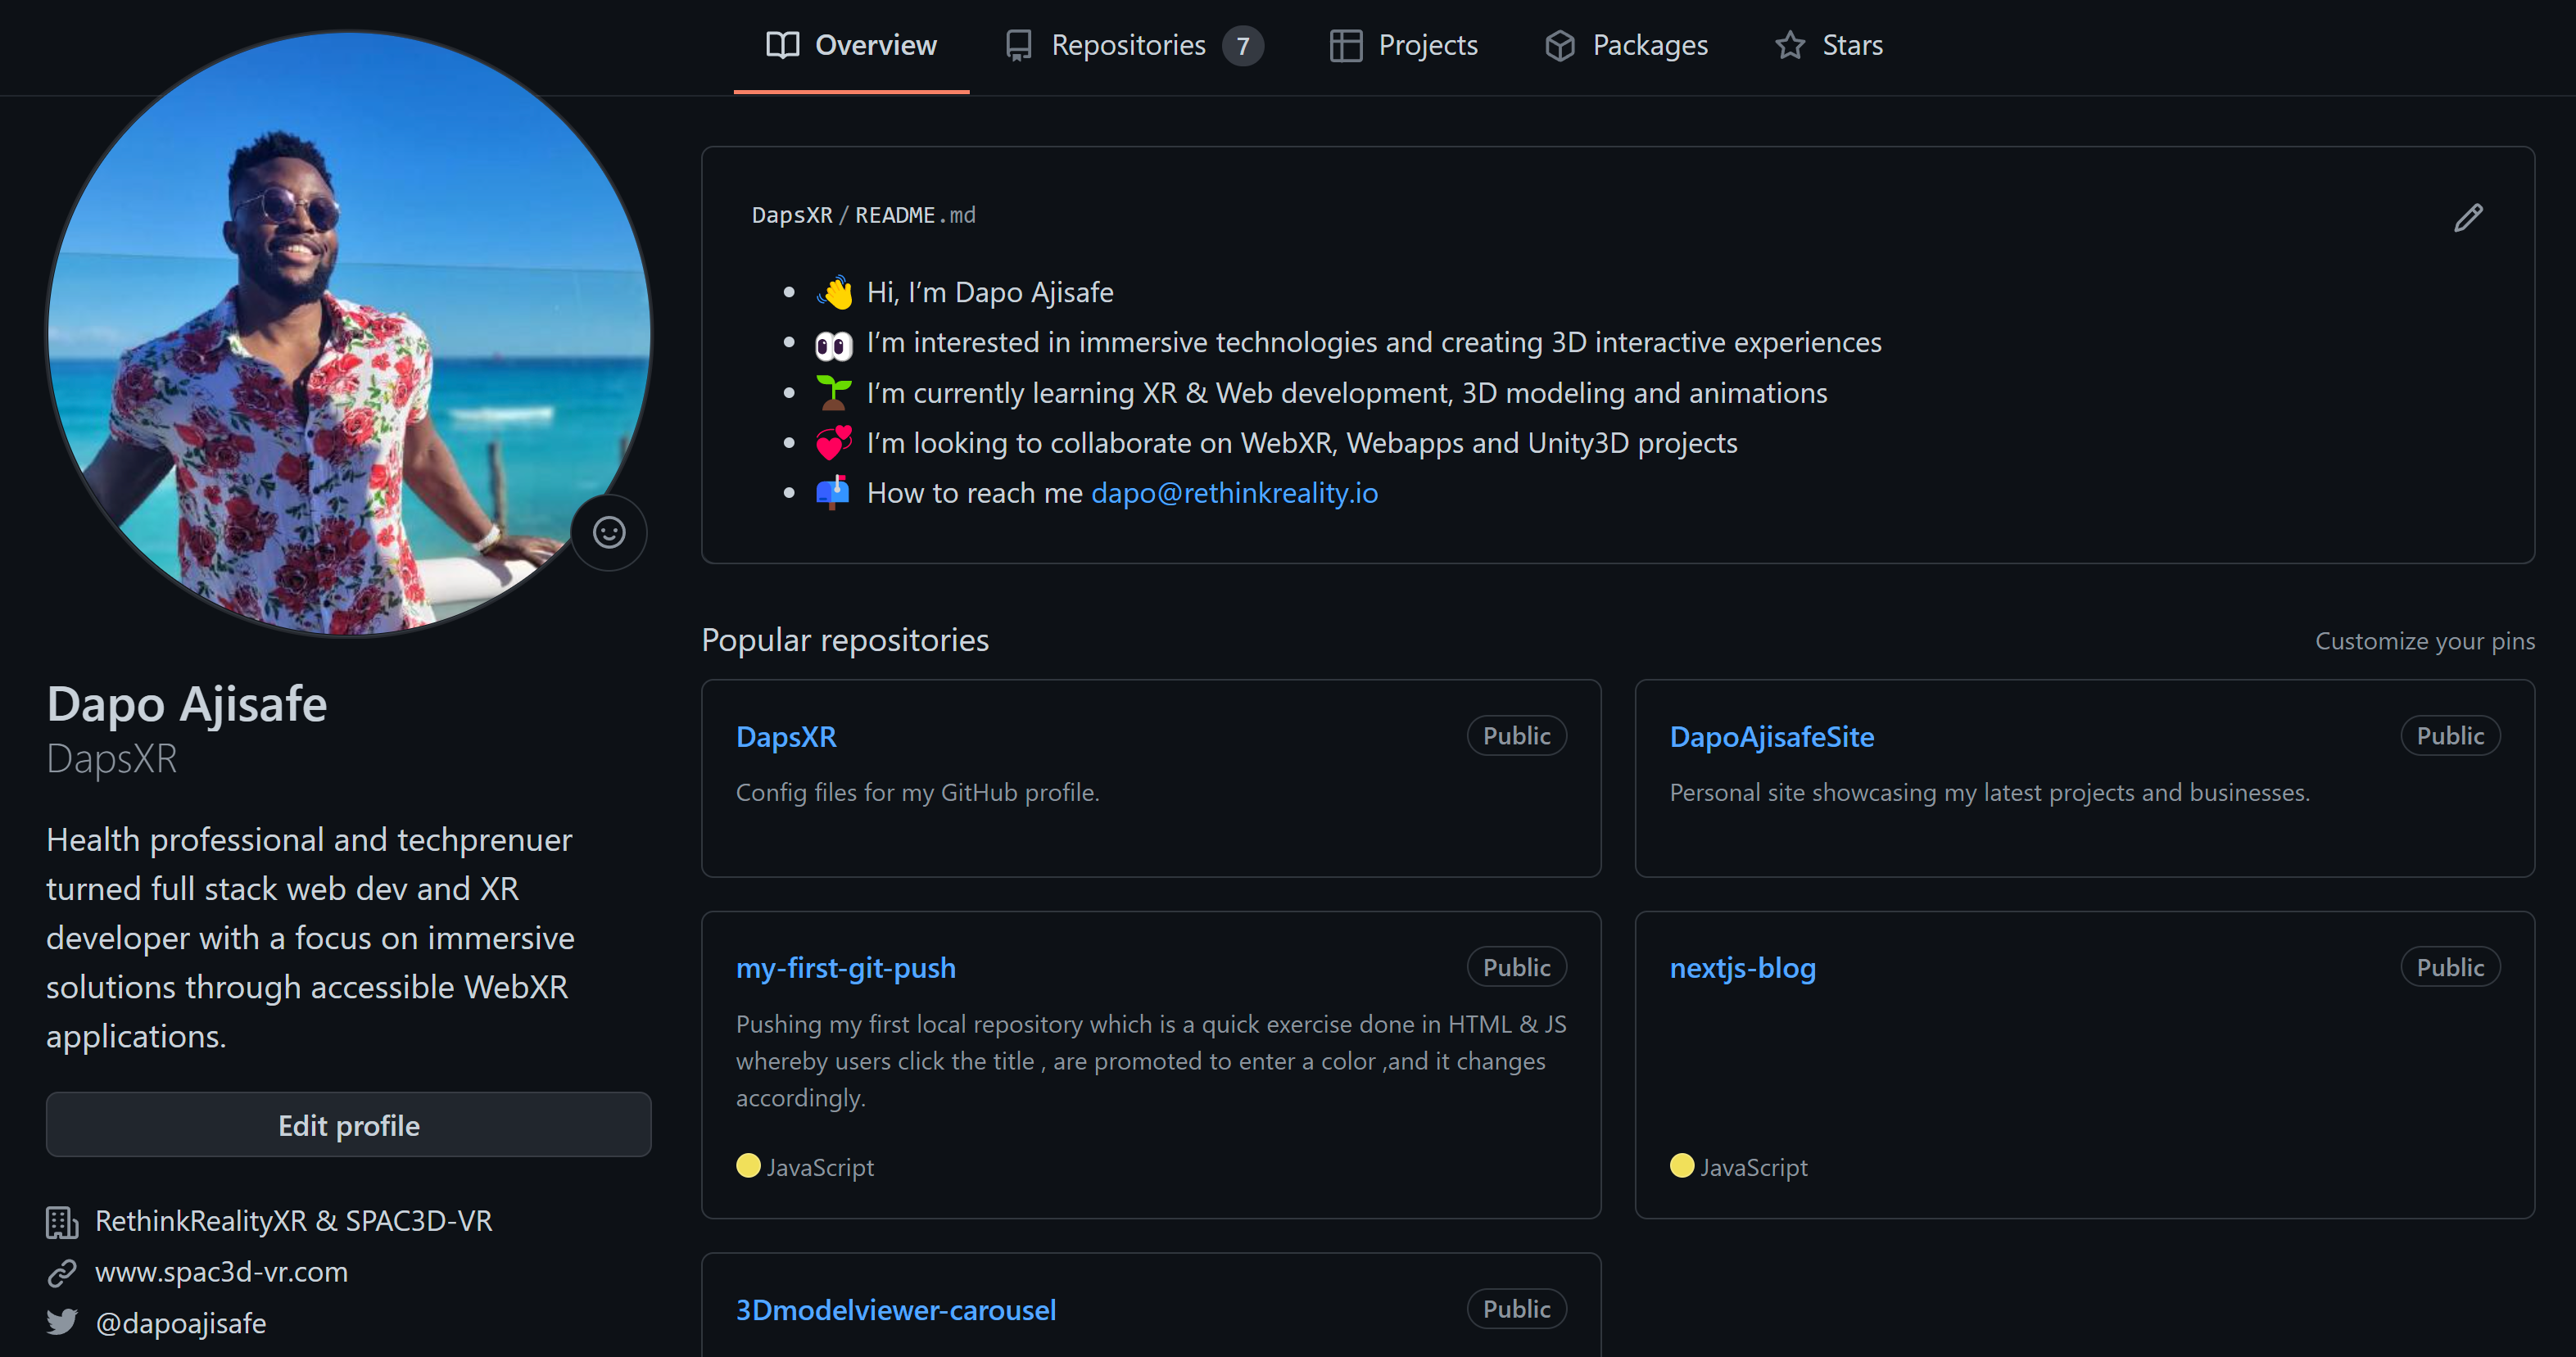 Overview
Repositories 7
Projects
Packages
Stars
DapsXR / README.md
👋 Hi, I’m Dapo Ajisafe
👀 I’m interested in immersive technologies and creating 3D interactive experiences
🌱 I’m currently learning XR & Web development, 3D modeling and animations
💞️ I’m looking to collaborate on WebXR, Webapps and Unity3D projects
📫 How to reach me dapo@rethinkreality.io
Dapo Ajisafe
DapsXR
Health professional and techprenuer
turned full stack web dev and XR
developer with a focus on immersive
solutions through accessible WebXR
applications.
Edit profile
RethinkRealityXR & SPAC3D-VR
www.spac3d-vr.com
@dapoajisafe
Popular repositories
Customize your pins
DapsXR
Public
Config files for my GitHub profile.
DapoAjisafeSite
Public
Personal site showcasing my latest projects and businesses.
my-first-git-push
Public
Pushing my first local repository which is a quick exercise done in HTML & JS
whereby users click the title , are promoted to enter a color ,and it changes
accordingly.
JavaScript
nextjs-blog
Public
JavaScript
3Dmodelviewer-carousel
Public